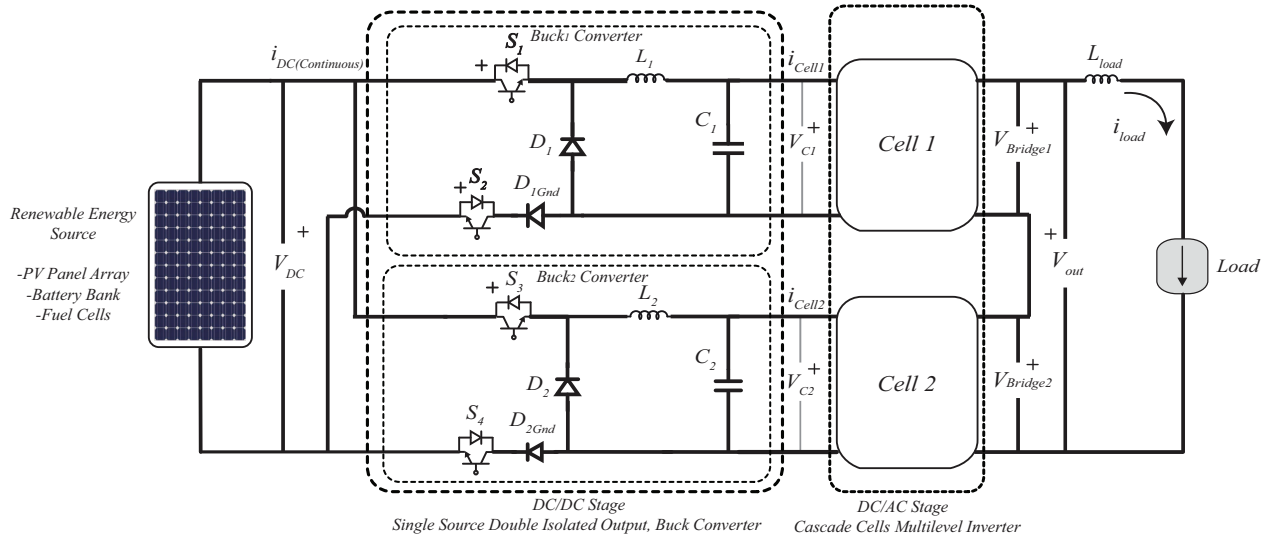 Buck1 Converter
S1
+
L1
iDC(Continuous)
iCell1
Lload
iload
C1
D1
VC1
+
Cell 1
VBridge1
+
S2
+
D1Gnd
Renewable Energy
Source
-PV Panel Array
-Battery Bank
-Fuel Cells
VDC
+
Vout
+
Load
Buck2 Converter
S3
+
L2
iCell2
C2
D2
VC2
+
Cell 2
VBridge2
+
S4
D2Gnd
DC/DC Stage
Single Source Double Isolated Output, Buck Converter
DC/AC Stage
Cascade Cells Multilevel Inverter